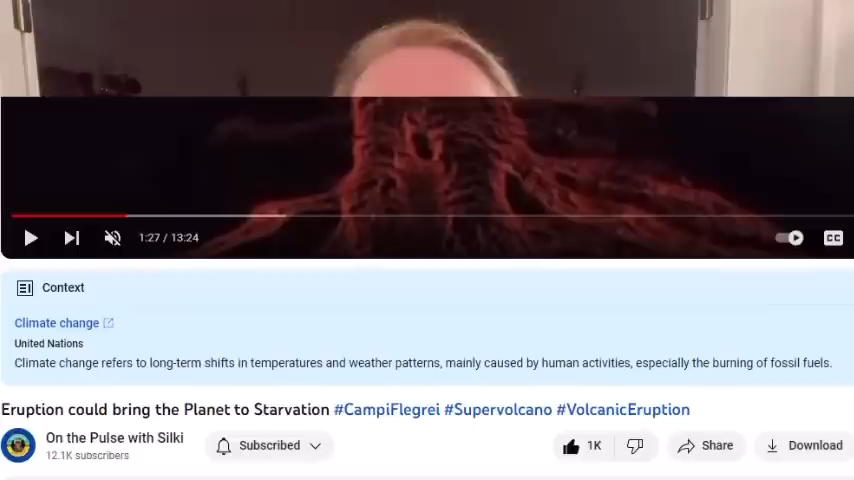 1:27 / 13:24
CC
Context
Climate change
United Nations
Climate change refers to long-term shifts in temperatures and weather patterns, mainly caused by human activities, especially the burning of fossil fuels.
Eruption could bring the Planet to Starvation #CampiFlegrei #Supervolcano #VolcanicEruption
On the Pulse with Silki
12.1K subscribers
Subscribed
1K
Share
Download